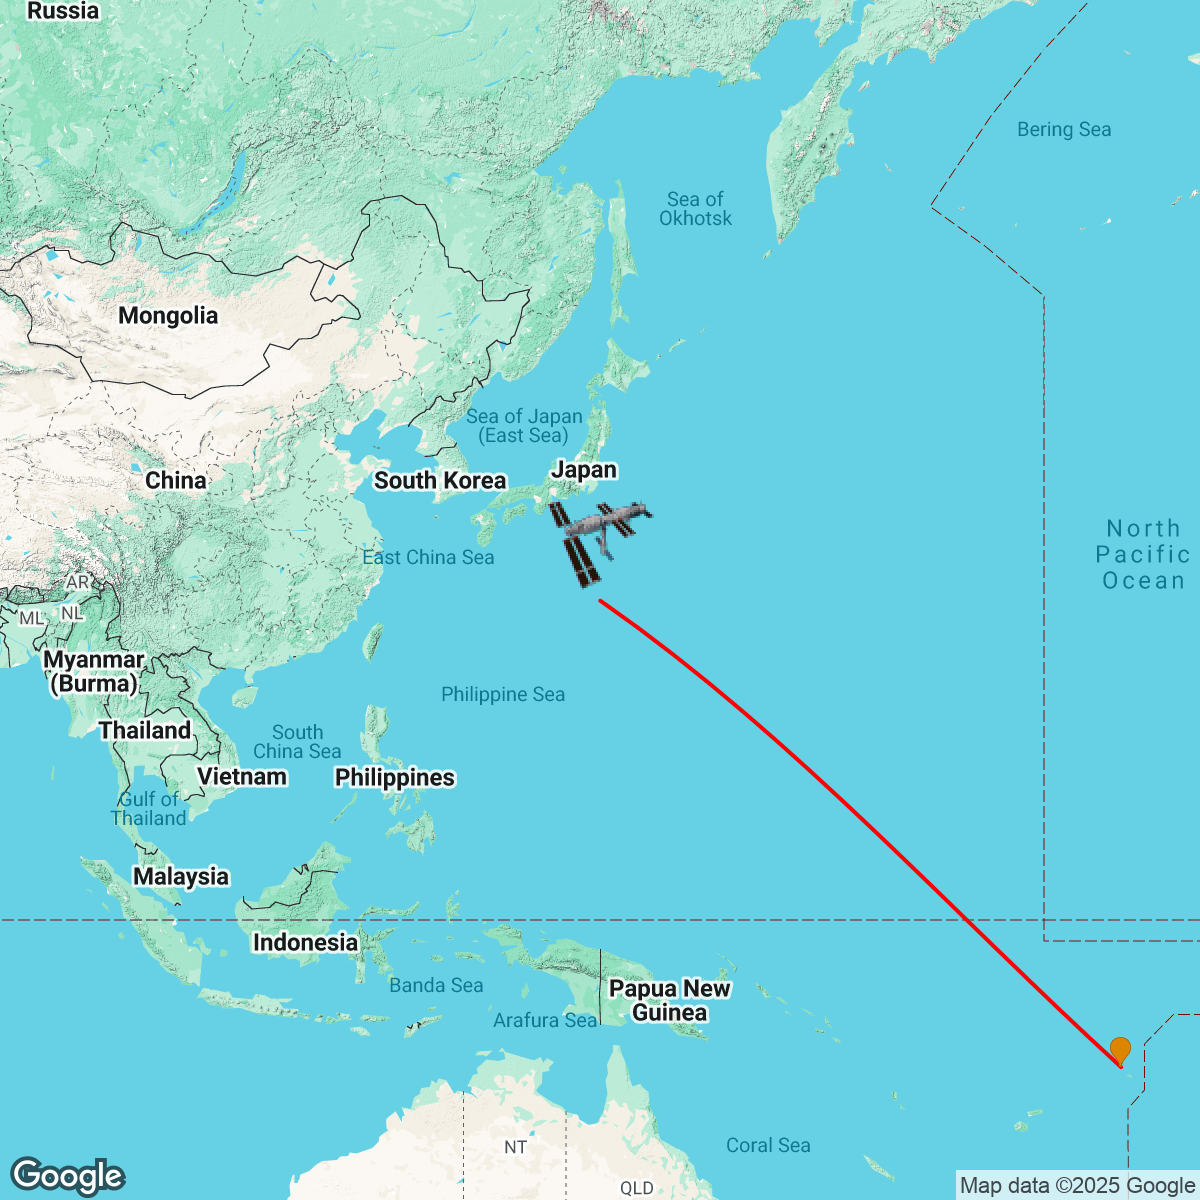 Russia
Bering Sea
Sea of
Okhotsk
Mongolia
Sea of Japan
(East Sea)
Japan
China
South Korea
North
Pacific
Ocean
East China Sea
AR
ML
NL
Myanmar
(Burma)
Philippine Sea
Thailand
South
China Sea
Vietnam
Philippines
Gulf of
Thailand
Malaysia
Indonesia
Banda Sea
Papua New
Guinea
Arafura Sea
NT
Coral Sea
QLD
Google
Map data ©2025 Google